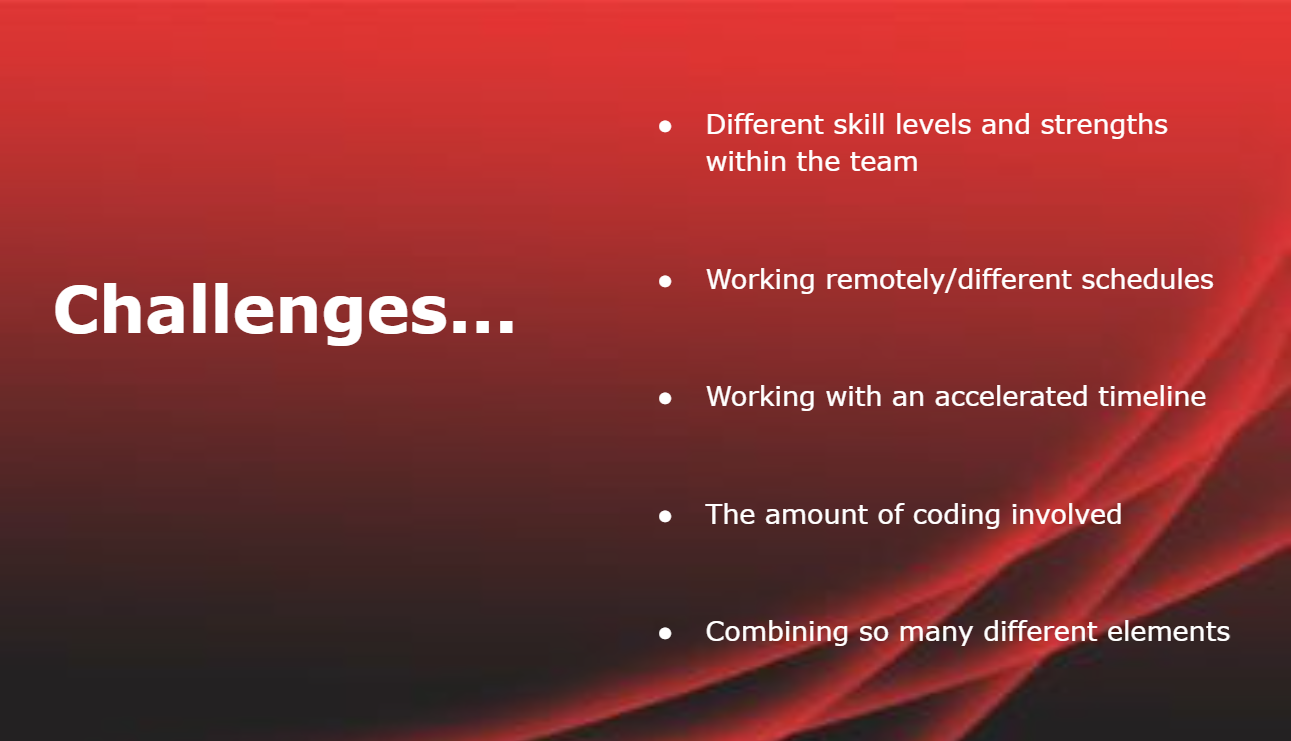 Challenges...
● Different skill levels and strengths
within the team
● Working remotely/different schedules
● Working with an accelerated timeline
● The amount of coding involved
● Combining so many different elements